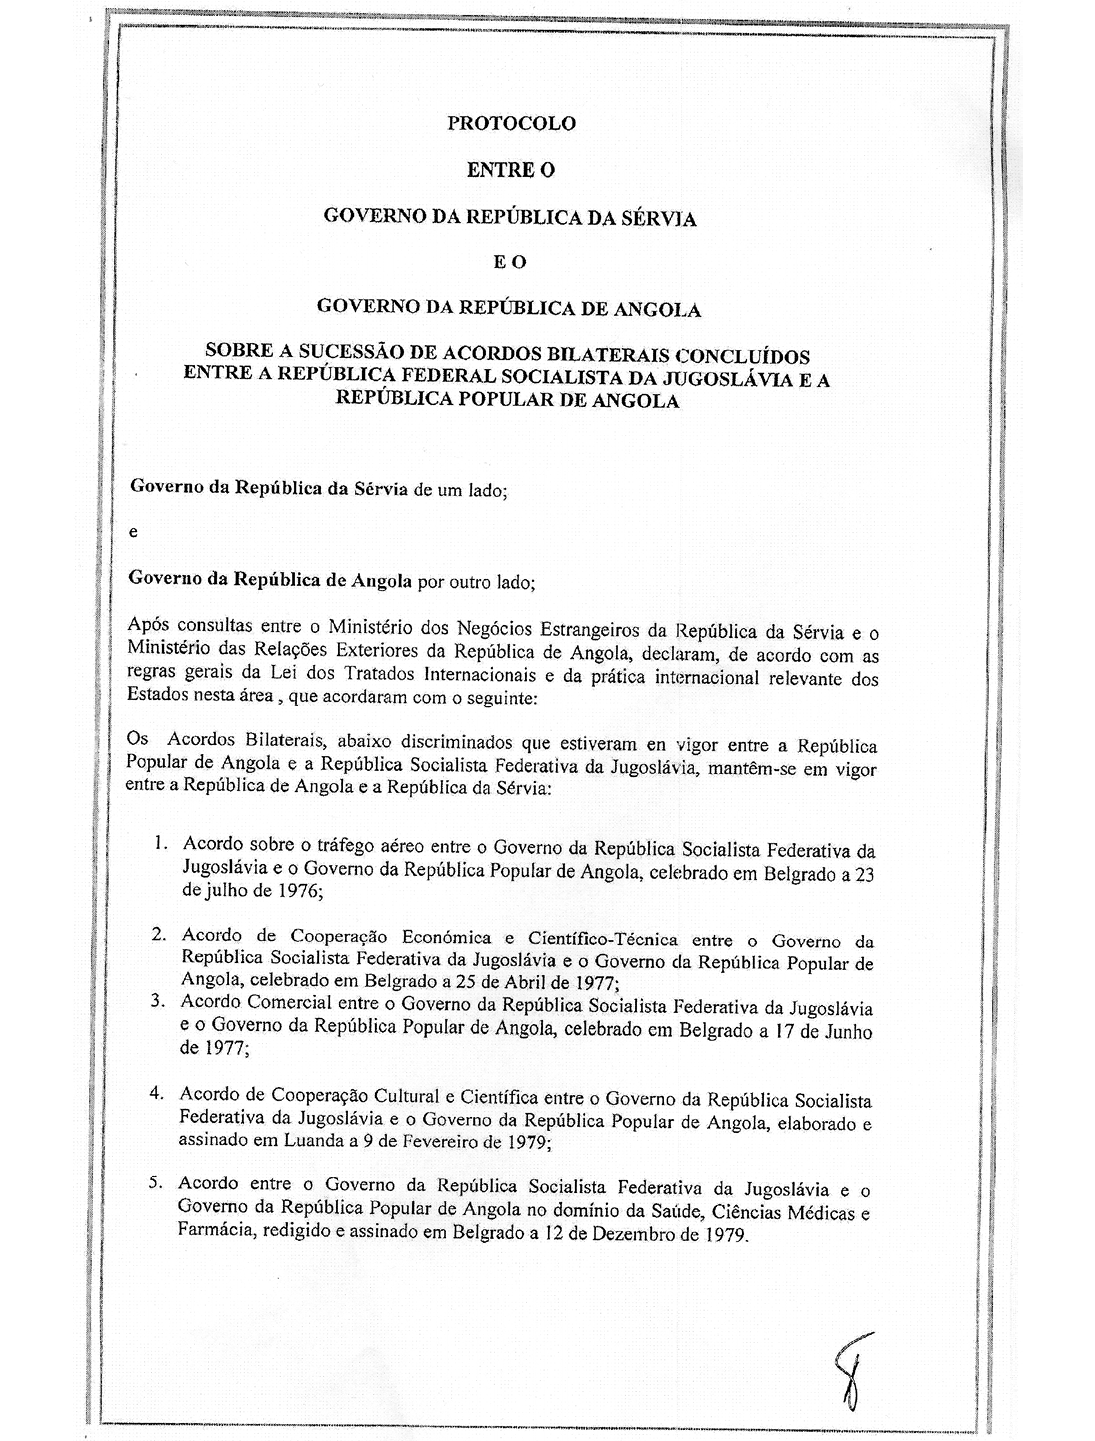 PROTOCOLO
ENTRE O
GOVERNO DA REPÚBLICA DA SÉRVIA
E O
GOVERNO DA REPÚBLICA DE ANGOLA
SOBRE A SUCESSÃO DE ACORDOS BILATERAIS CONCLUÍDOS
ENTRE A REPÚBLICA FEDERAL SOCIALISTA DA JUGOSLÁVIA E A
REPÚBLICA POPULAR DE ANGOLA
Governo da República da Sérvia de um lado;
e
Governo da República de Angola por outro lado;
Após consultas entre o Ministério dos Negócios Estrangeiros da República da Sérvia e o
Ministério das Relações Exteriores da República de Angola, declaram, de acordo com as
regras gerais da Lei dos Tratados Internacionais e da prática internacional relevante dos
Estados nesta área , que acordaram com o seguinte:
Os Acordos Bilaterais, abaixo discriminados que estiveram en vigor entre a República
Popular de Angola e a República Socialista Federativa da Jugoslávia, mantêm-se em vigor
entre a República de Angola e a República da Sérvia:
1. Acordo sobre o tráfego aéreo entre o Governo da República Socialista Federativa da
Jugoslávia e o Governo da República Popular de Angola, celebrado em Belgrado a 23
de julho de 1976;
2. Acordo de Cooperação Económica e Científico-Técnica entre o Governo da
República Socialista Federativa da Jugoslávia e o Governo da República Popular de
Angola, celebrado em Belgrado a 25 de Abril de 1977;
3. Acordo Comercial entre o Governo da República Socialista Federativa da Jugoslávia
e o Governo da República Popular de Angola, celebrado em Belgrado a 17 de Junho
de 1977;
4. Acordo de Cooperação Cultural e Científica entre o Governo da República Socialista
Federativa da Jugoslávia e o Governo da República Popular de Angola, elaborado e
assinado em Luanda a 9 de Fevereiro de 1979;
5. Acordo entre o Governo da República Socialista Federativa da Jugoslávia e o
Governo da República Popular de Angola no domínio da Saúde, Ciências Médicas e
Farmácia, redigido e assinado em Belgrado a 12 de Dezembro de 1979.